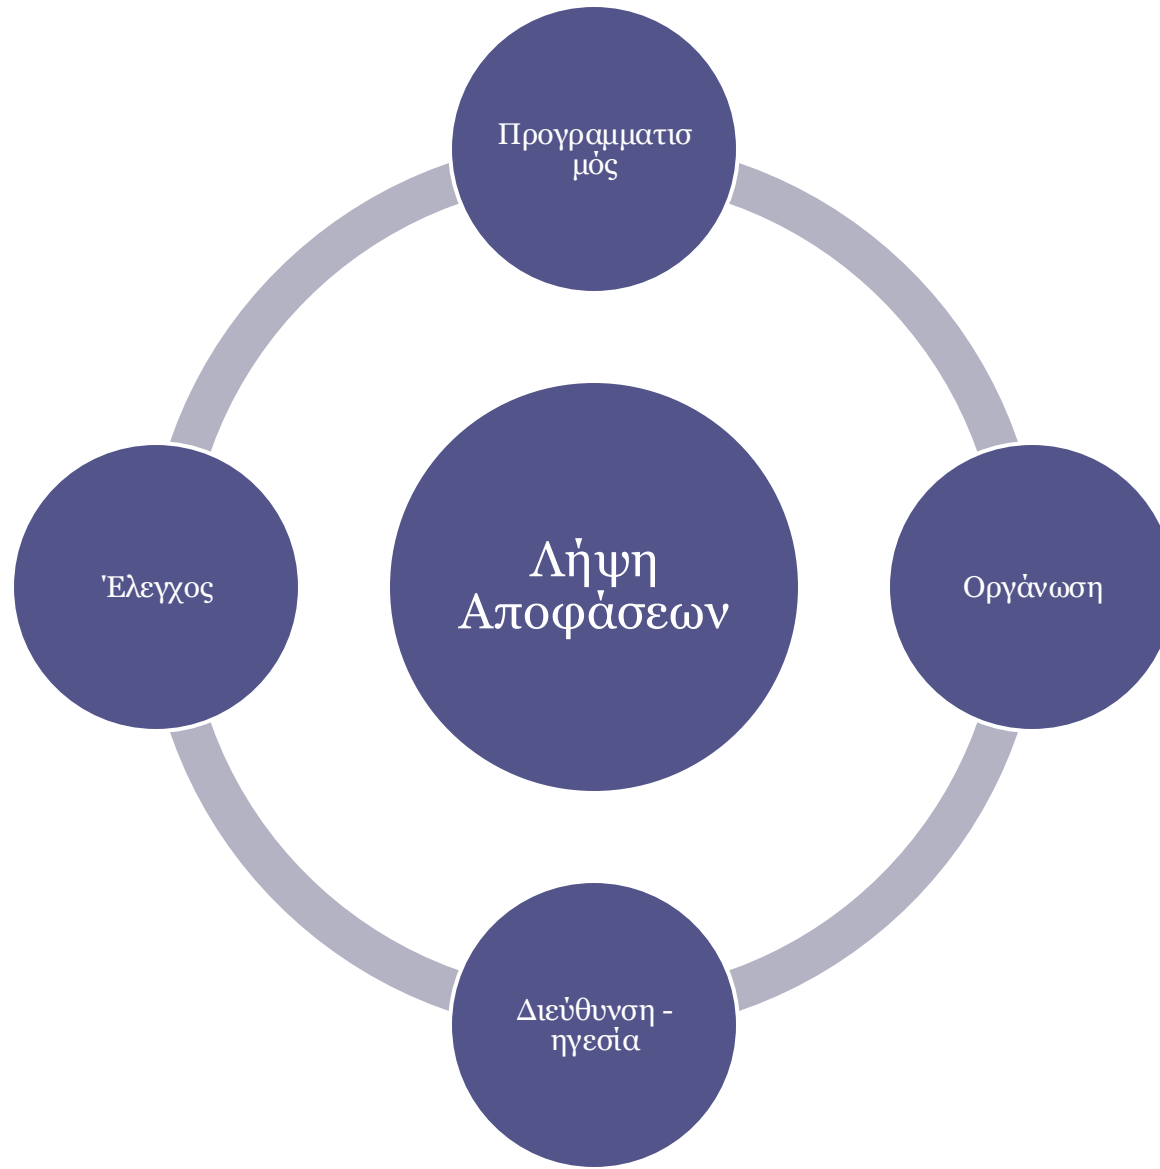 Προγραμματισ
μός
Έλεγχος
Λήψη
Αποφάσεων
Οργάνωση
Διεύθυνση -
ηγεσία